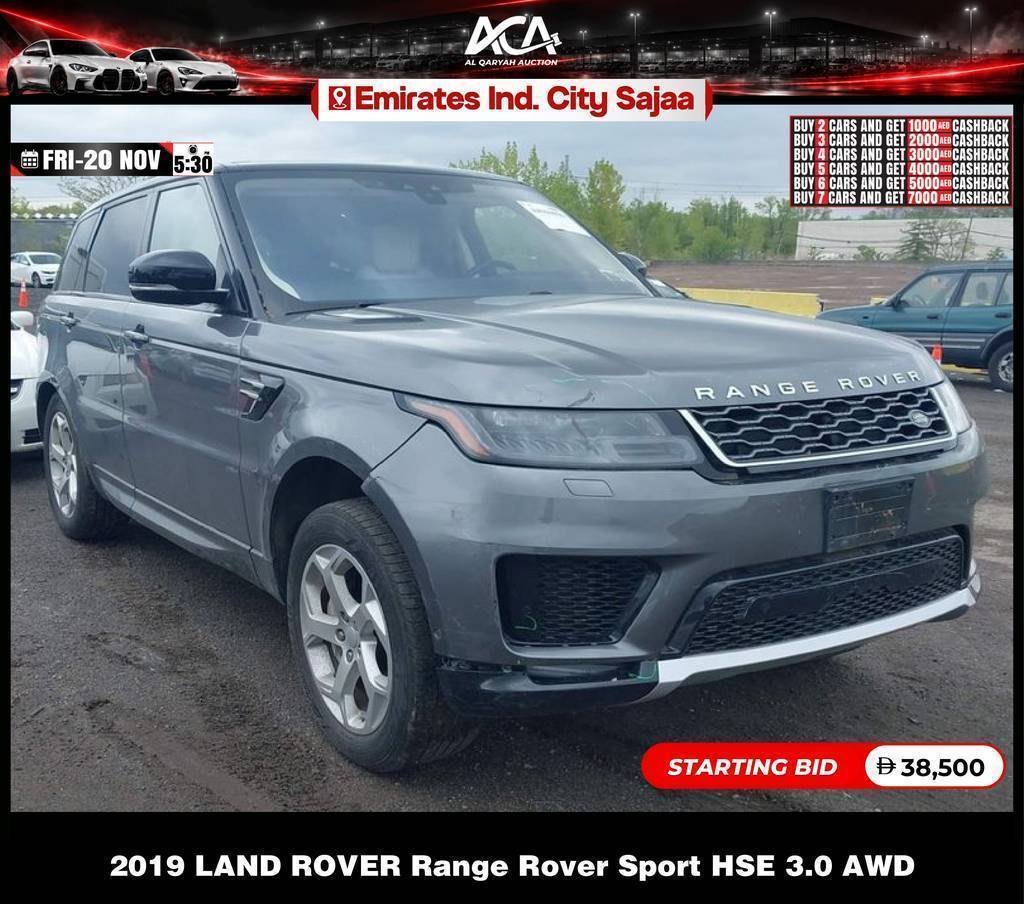 ACA
AL QARYAH AUCTION
Emirates Ind. City Sajaa
FRI-20 NOV 5:30 PM
BUY 2 CARS AND GET 1000 AED CASHBACK
BUY 3 CARS AND GET 2000 AED CASHBACK
BUY 4 CARS AND GET 3000 AED CASHBACK
BUY 5 CARS AND GET 4000 AED CASHBACK
BUY 6 CARS AND GET 5000 AED CASHBACK
BUY 7 CARS AND GET 7000 AED CASHBACK
RANGE ROVER
STARTING BID 38,500
2019 LAND ROVER Range Rover Sport HSE 3.0 AWD